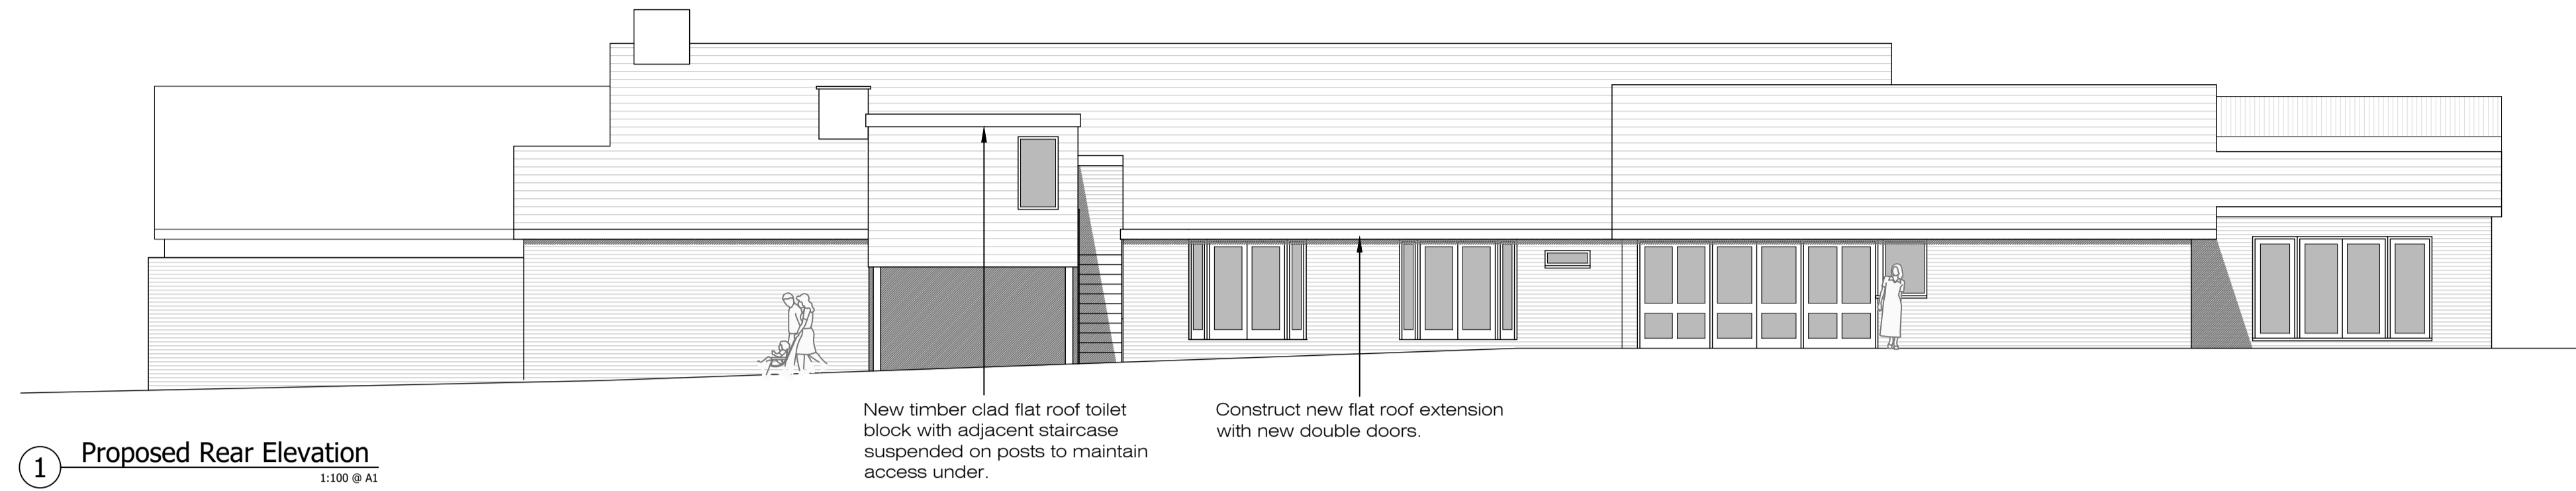 New timber clad flat roof toilet
block with adjacent staircase
suspended on posts to maintain
access under.
Construct new flat roof extension
with new double doors.
1
Proposed Rear Elevation
1:100 @ A1